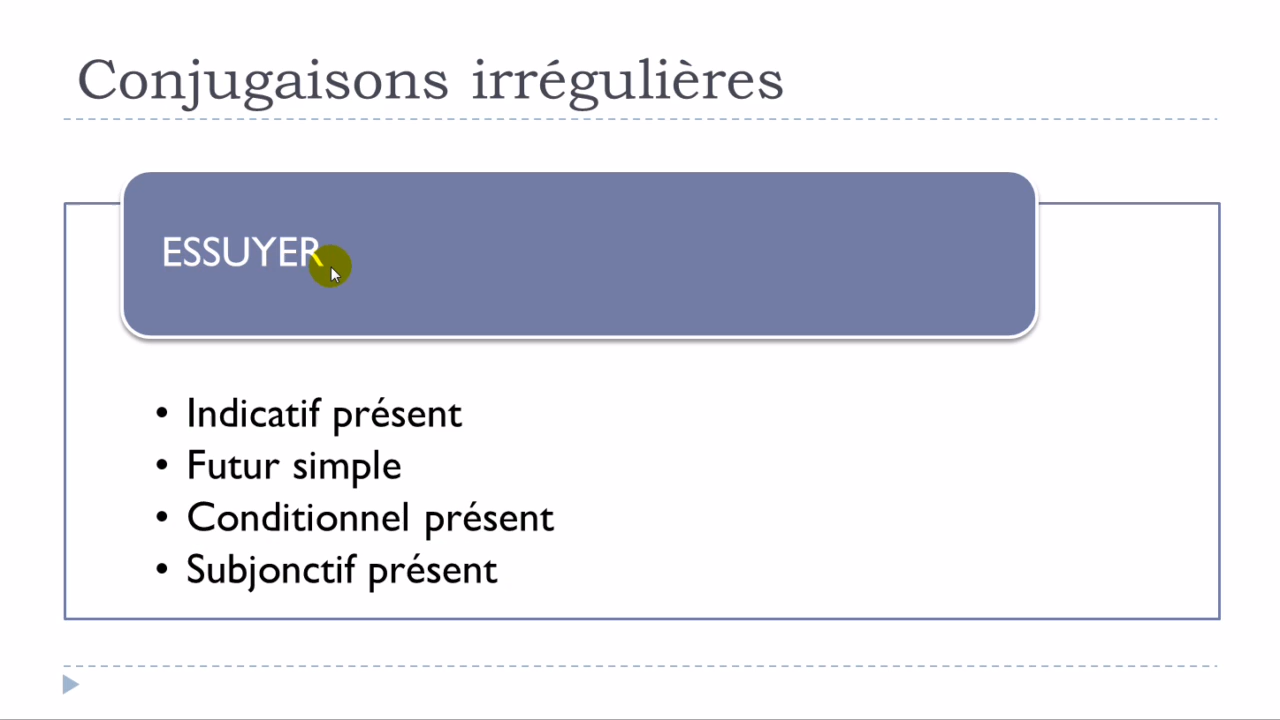 Conjugaisons irrégulières
ESSUYER
• Indicatif présent
• Futur simple
• Conditionnel présent
• Subjonctif présent